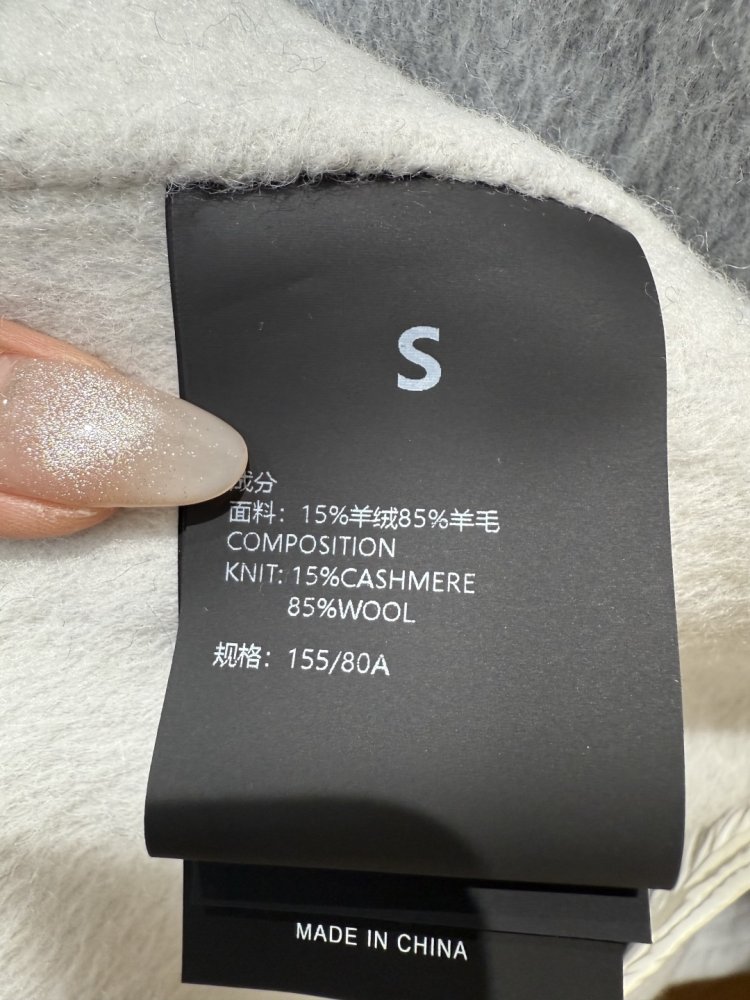 S
成分
面料：15%羊绒85%羊毛
COMPOSITION
KNIT: 15%CASHMERE
85%WOOL
规格：155/80A
MADE IN CHINA